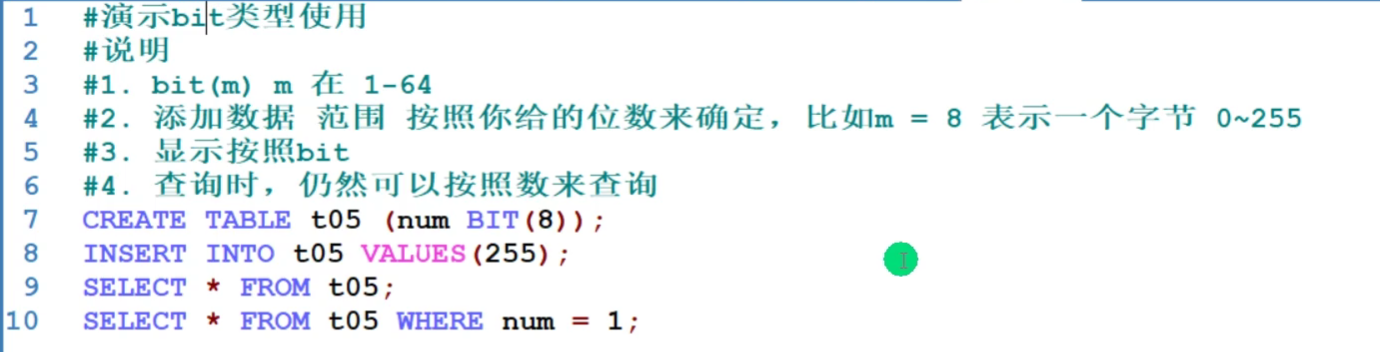 1 #演示bit类型使用
2 #说明
3 #1. bit(m) m 在 1-64
4 #2. 添加数据 范围 按照你给的位数来确定，比如m = 8 表示一个字节 0~255
5 #3. 显示按照bit
6 #4. 查询时，仍然可以按照数来查询
7 CREATE TABLE t05 (num BIT(8));
8 INSERT INTO t05 VALUES(255);
9 SELECT * FROM t05;
10 SELECT * FROM t05 WHERE num = 1;